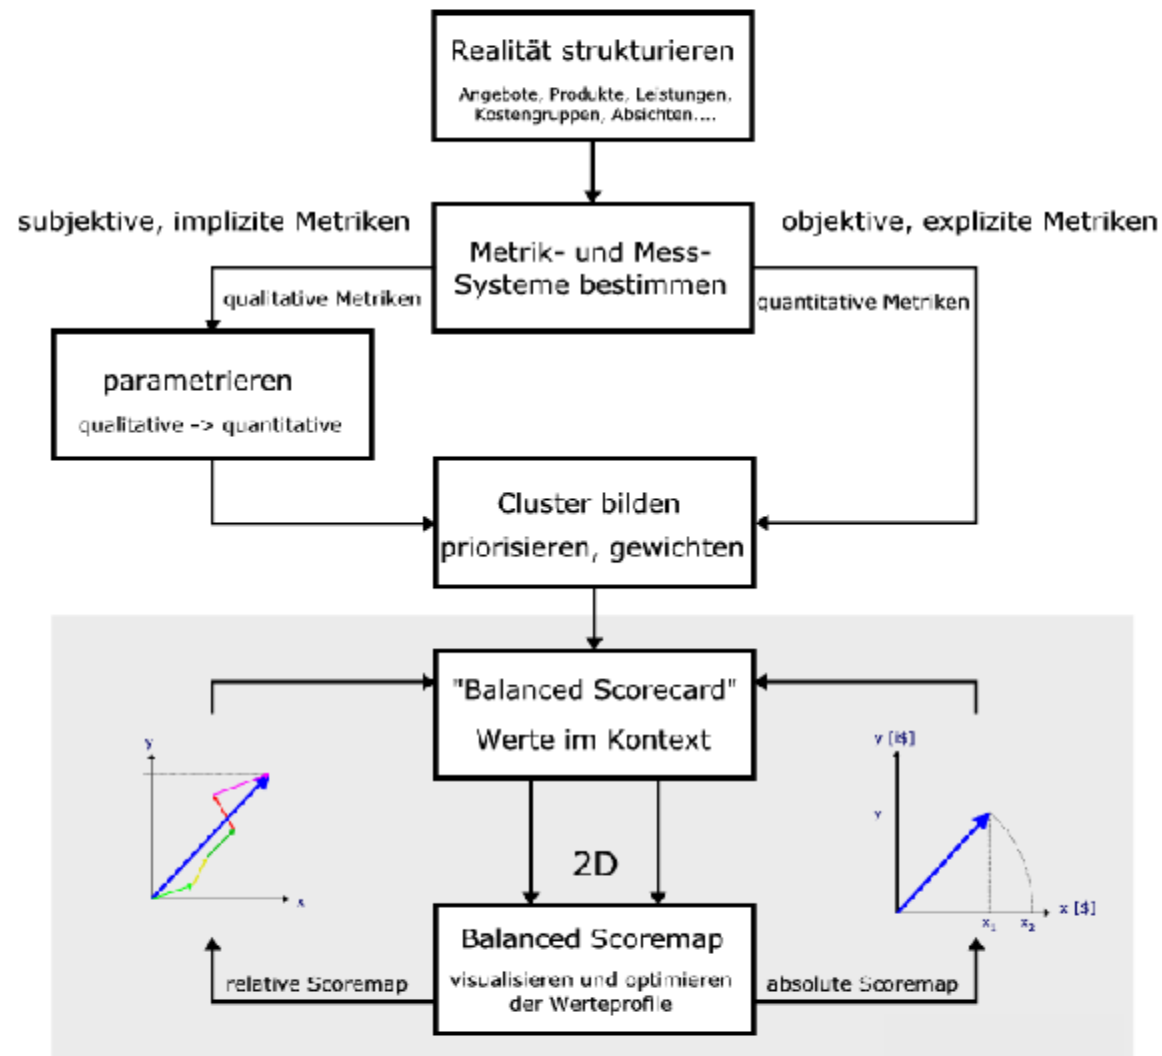 Realität strukturieren
Angebote, Produkte, Leistungen,
Kostengruppen, Absichten....
subjektive, implizite Metriken
objektive, explizite Metriken
Metrik- und Mess-
Systeme bestimmen
qualitative Metriken
quantitative Metriken
parametrieren
qualitative -> quantitative
Cluster bilden
priorisieren, gewichten
"Balanced Scorecard"
Werte im Kontext
y
x
y [i$]
y
x [$]
x₁
x₂
2D
Balanced Scoremap
visualisieren und optimieren
der Werteprofile
relative Scoremap
absolute Scoremap